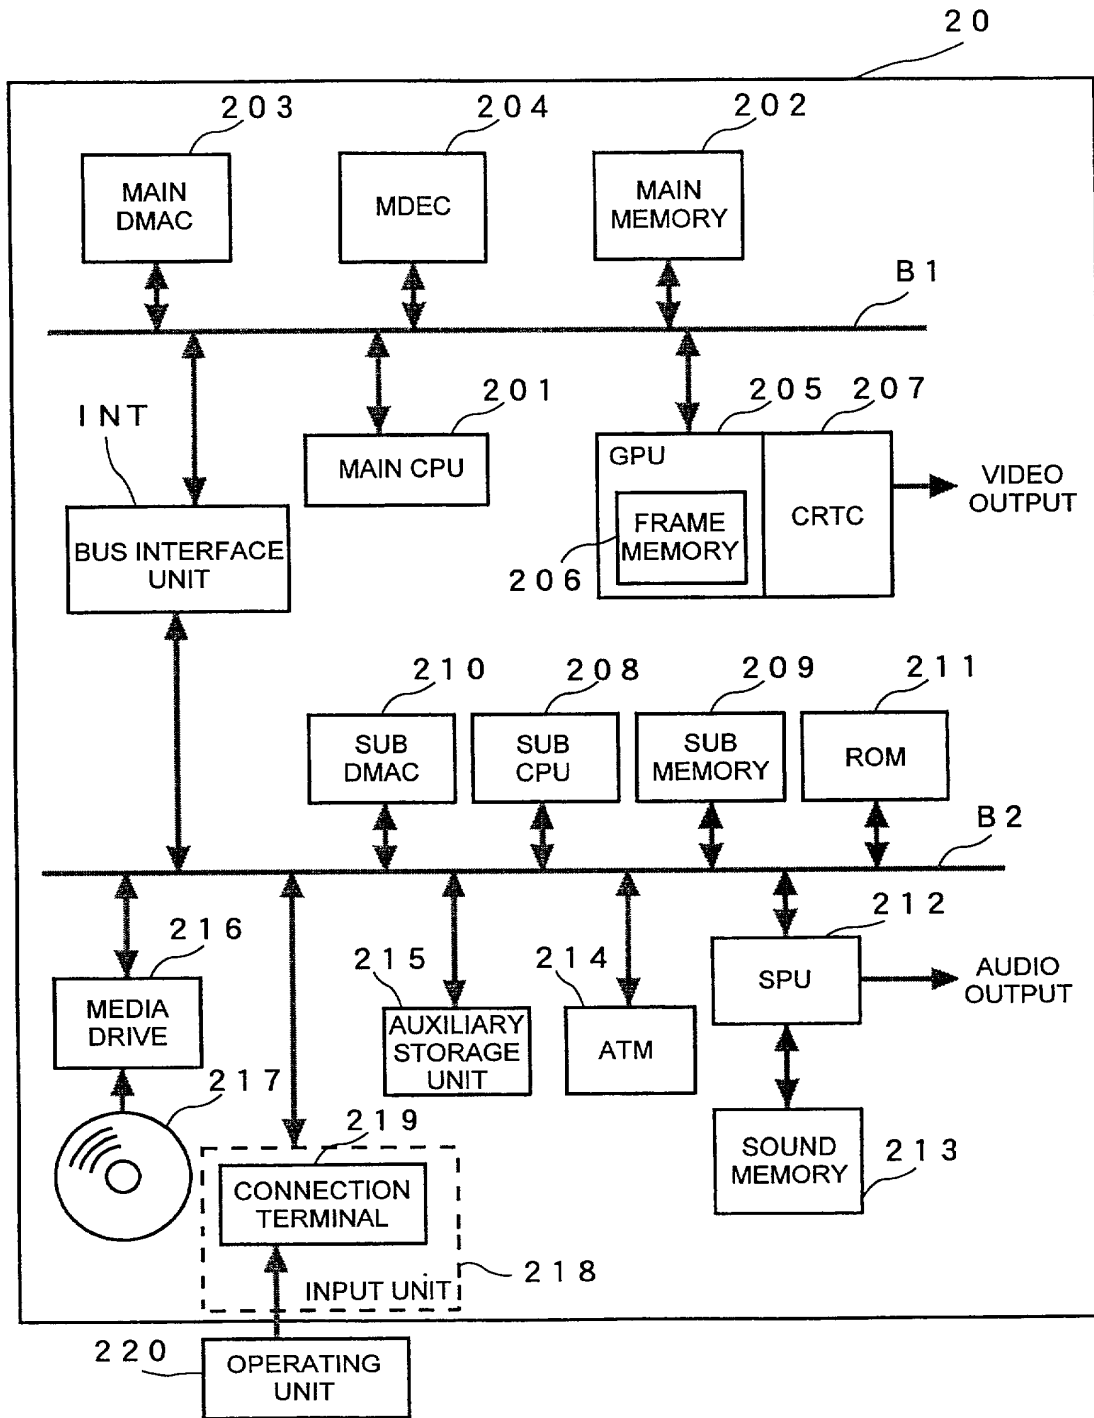 20
203
204
202
MAIN
DMAC
MDEC
MAIN
MEMORY
B1
INT
201
205
207
MAIN CPU
GPU
FRAME
MEMORY
206
CRTC
VIDEO
OUTPUT
BUS INTERFACE
UNIT
210
208
209
211
SUB
DMAC
SUB
CPU
SUB
MEMORY
ROM
B2
216
215
214
212
MEDIA
DRIVE
AUXILIARY
STORAGE
UNIT
ATM
SPU
AUDIO
OUTPUT
217
219
CONNECTION
TERMINAL
SOUND
MEMORY
213
INPUT UNIT
218
220
OPERATING
UNIT